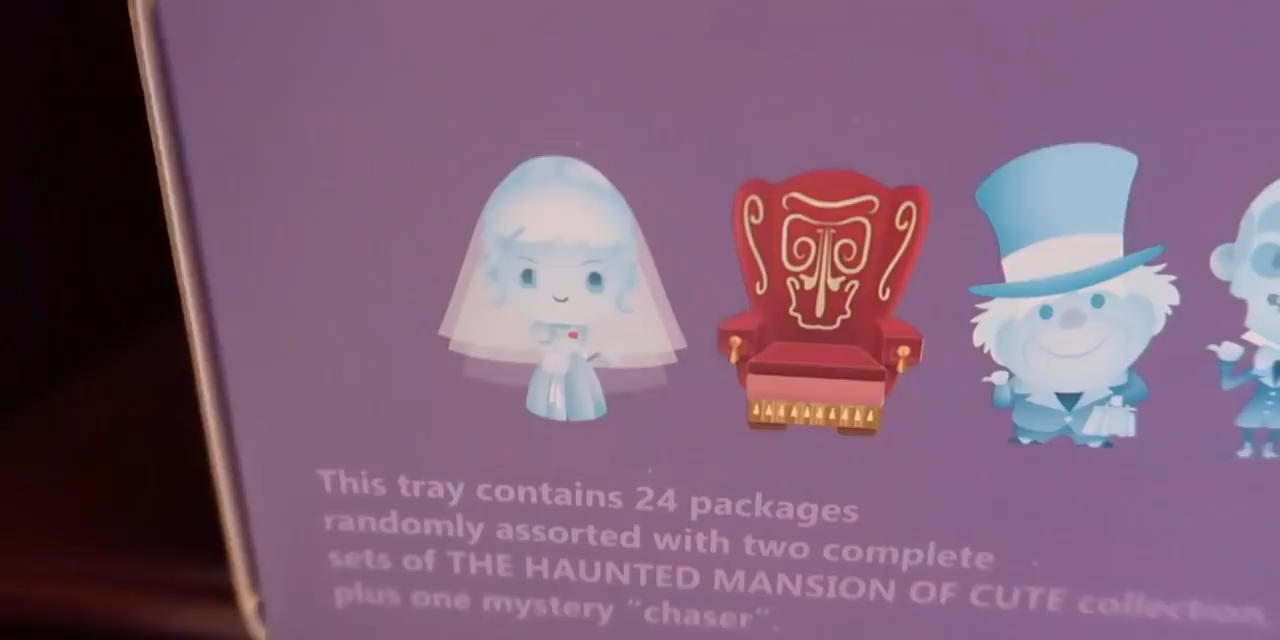 This tray contains 24 packages
randomly assorted with two complete
sets of THE HAUNTED MANSION OF CUTE collection,
plus one mystery "chaser".